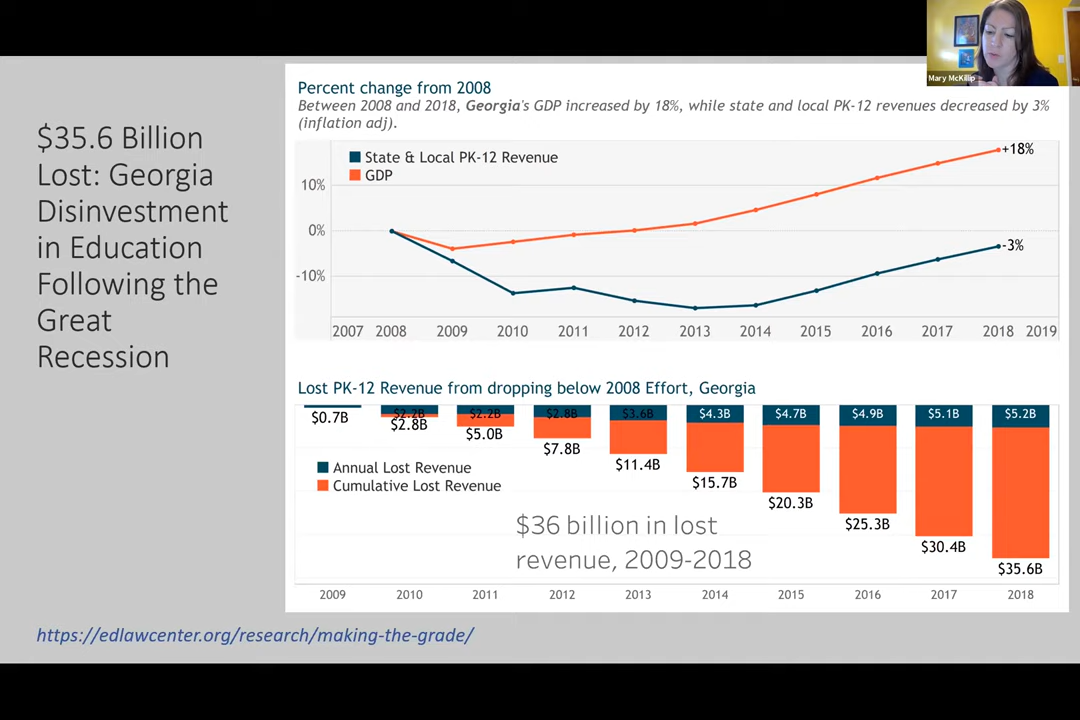 Mary McKillip
$35.6 Billion
Lost: Georgia
Disinvestment
in Education
Following the
Great
Recession
Percent change from 2008
Between 2008 and 2018, Georgia's GDP increased by 18%, while state and local PK-12 revenues decreased by 3%
(inflation adj).
State & Local PK-12 Revenue
GDP
+18%
10%
0%
-3%
-10%
2007 2008 2009 2010 2011 2012 2013 2014 2015 2016 2017 2018 2019
Lost PK-12 Revenue from dropping below 2008 Effort, Georgia
$2.2B $2.2B $2.8B $3.6B $4.3B $4.7B $4.9B $5.1B $5.2B
$0.7B $2.8B $5.0B $7.8B $11.4B $15.7B $20.3B $25.3B $30.4B $35.6B
Annual Lost Revenue
Cumulative Lost Revenue
$36 billion in lost
revenue, 2009-2018
2009 2010 2011 2012 2013 2014 2015 2016 2017 2018
https://edlawcenter.org/research/making-the-grade/